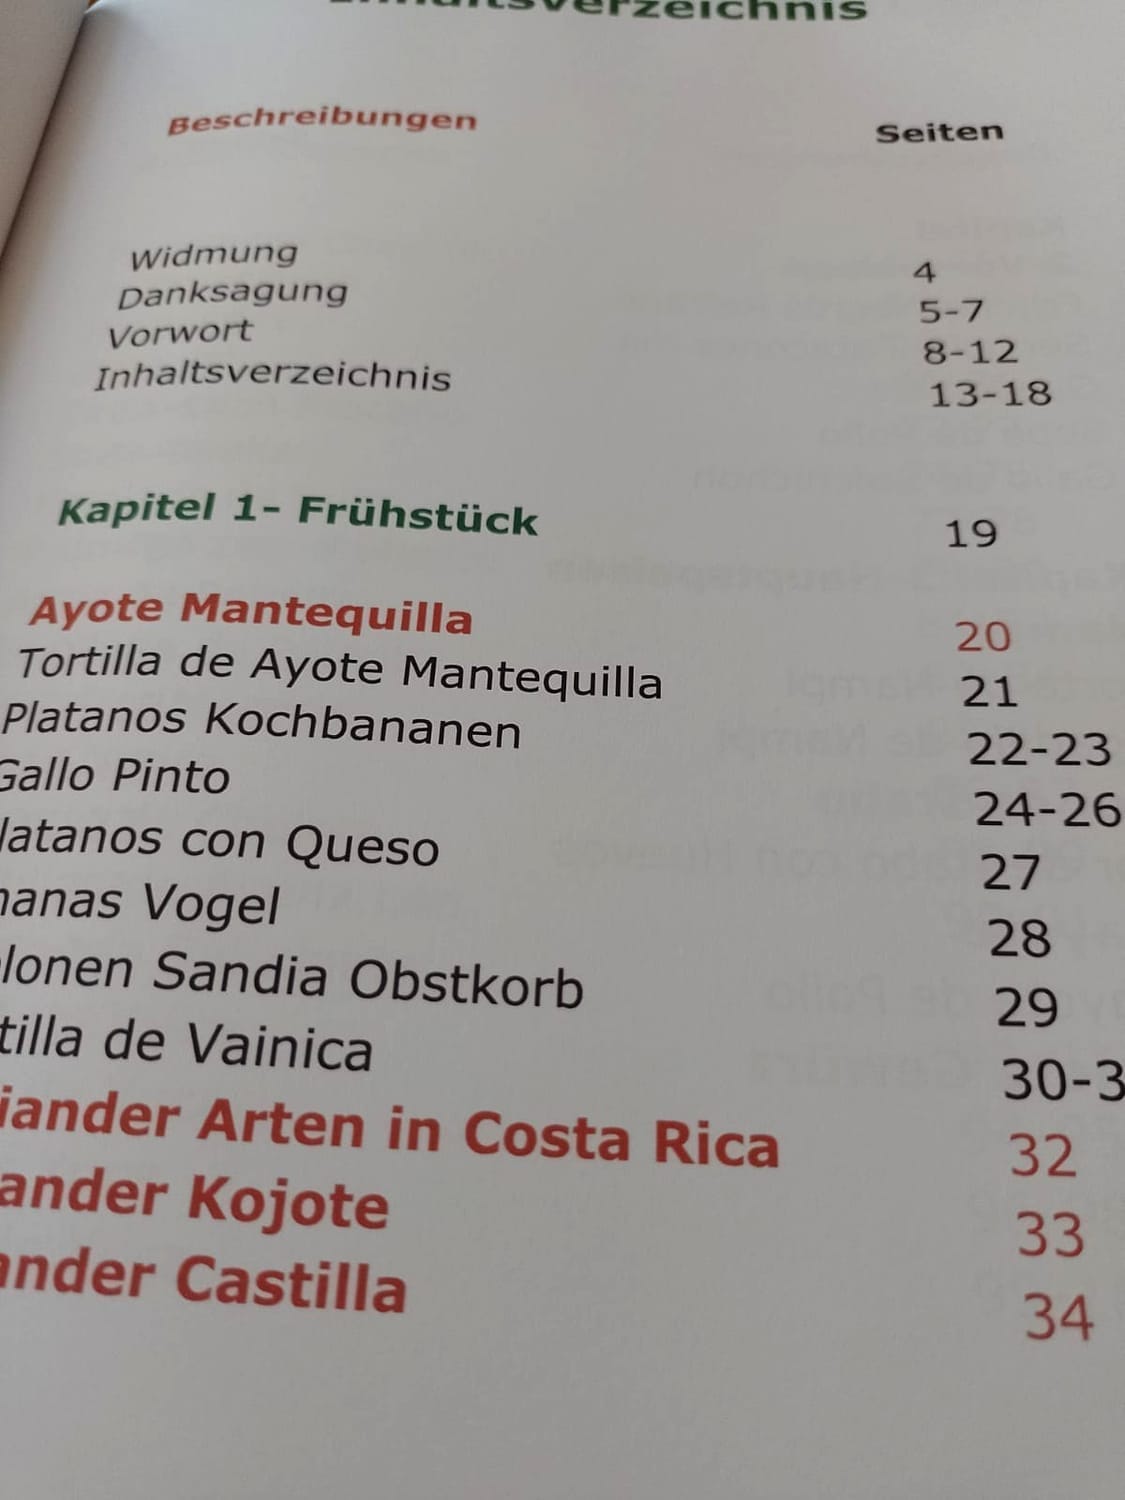 Beschreibungen Seiten
Widmung 4
Danksagung 5-7
Vorwort 8-12
Inhaltsverzeichnis 13-18
Kapitel 1- Frühstück 19
Ayote Mantequilla 20
Tortilla de Ayote Mantequilla 21
Platanos Kochbananen 22-23
Gallo Pinto 24-26
latanos con Queso 27
nanas Vogel 28
lonen Sandia Obstkorb 29
tilla de Vainica 30-3
iander Arten in Costa Rica 32
ander Kojote 33
ander Castilla 34